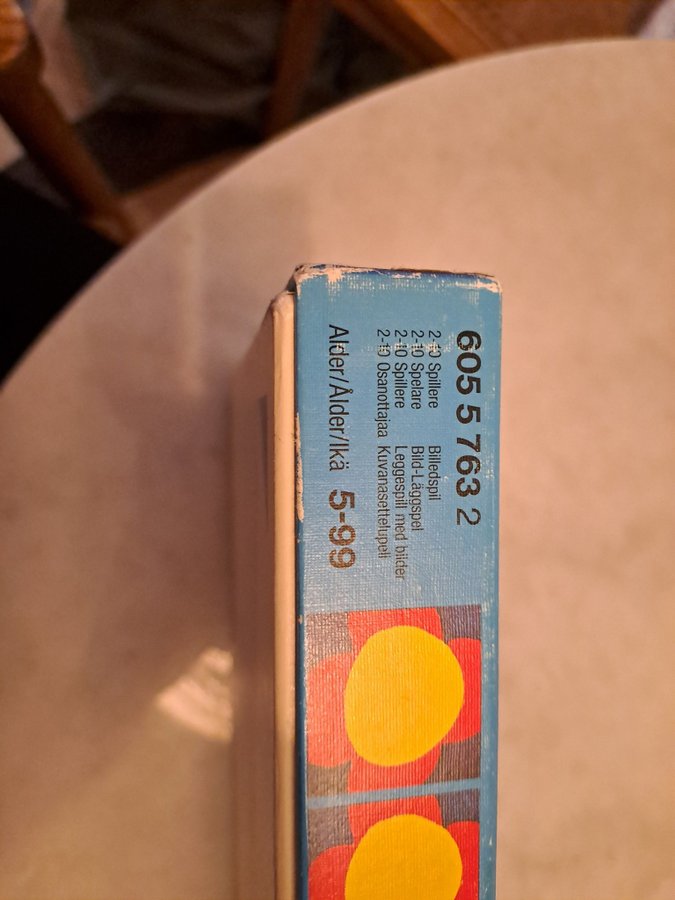 605 5 763 2
2-10 Spillere Billedspil
2-10 Spelare Bild-Läggspel
2-10 Spillere Leggespill med bilder
2-10 Osanottajaa Kuvanasettelupeli
Alder/Ålder/Ikä 5-99